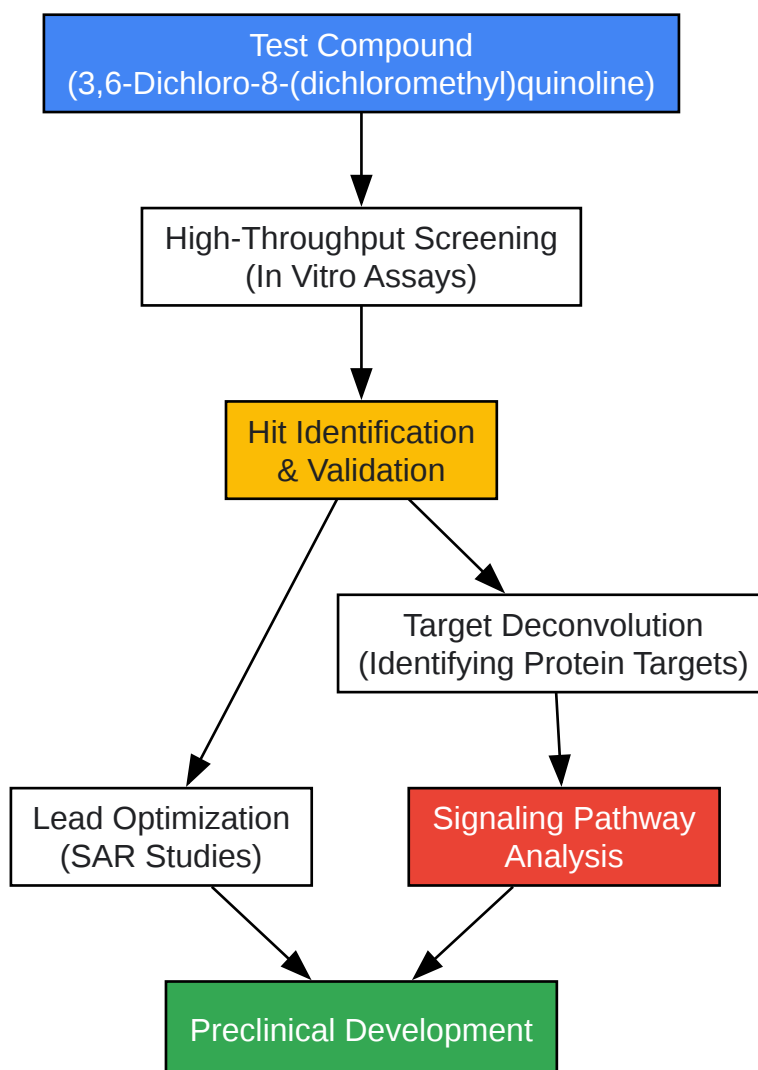 Test Compound
(3,6-Dichloro-8-(dichloromethyl)quinoline)
High-Throughput Screening
(In Vitro Assays)
Hit Identification
& Validation
Target Deconvolution
(Identifying Protein Targets)
Lead Optimization
(SAR Studies)
Signaling Pathway
Analysis
Preclinical Development